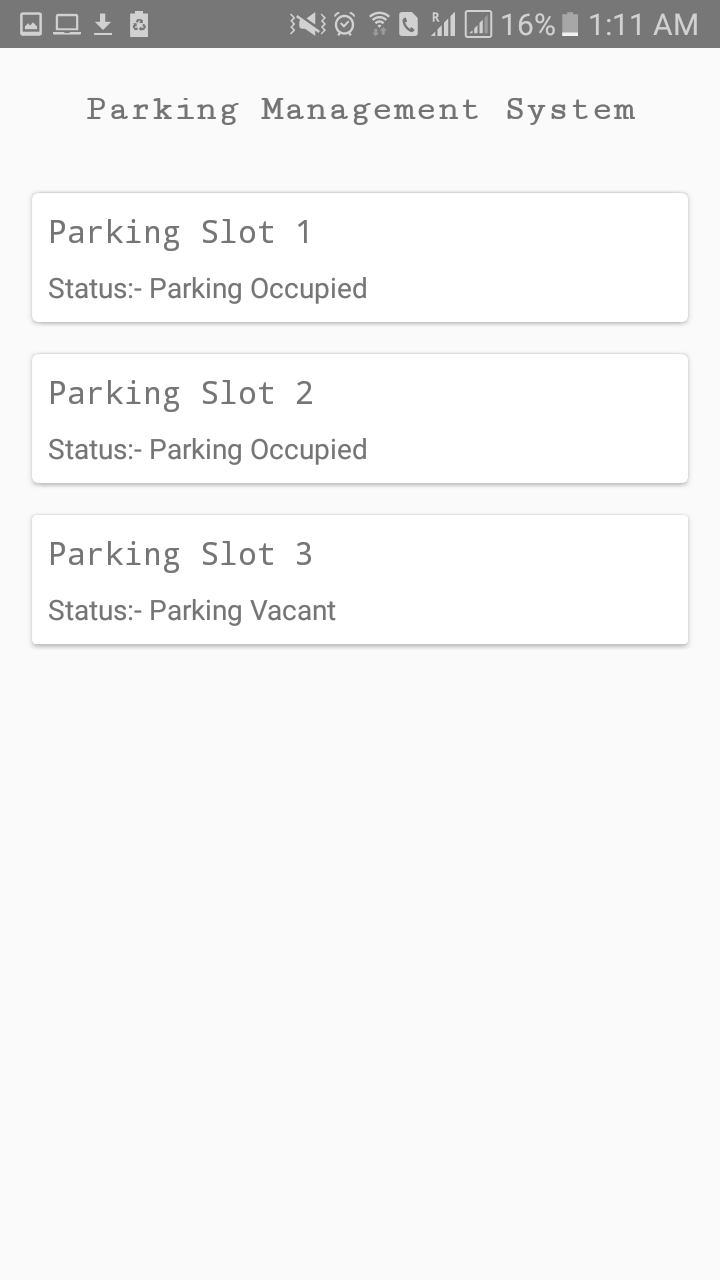 R 16% 1:11 AM
Parking Management System
Parking Slot 1
Status:- Parking Occupied
Parking Slot 2
Status:- Parking Occupied
Parking Slot 3
Status:- Parking Vacant